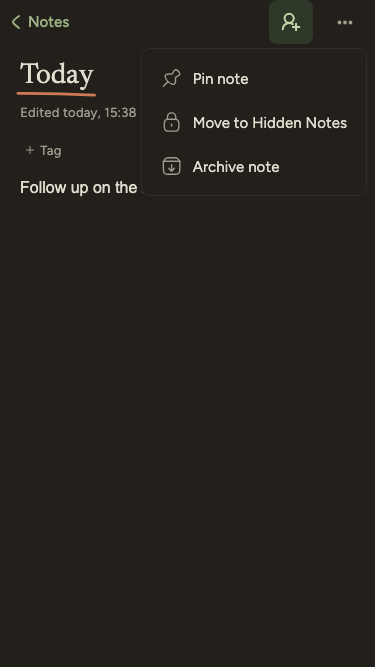 Notes
Today
Edited today, 15:38
+ Tag
Follow up on the
Pin note
Move to Hidden Notes
Archive note